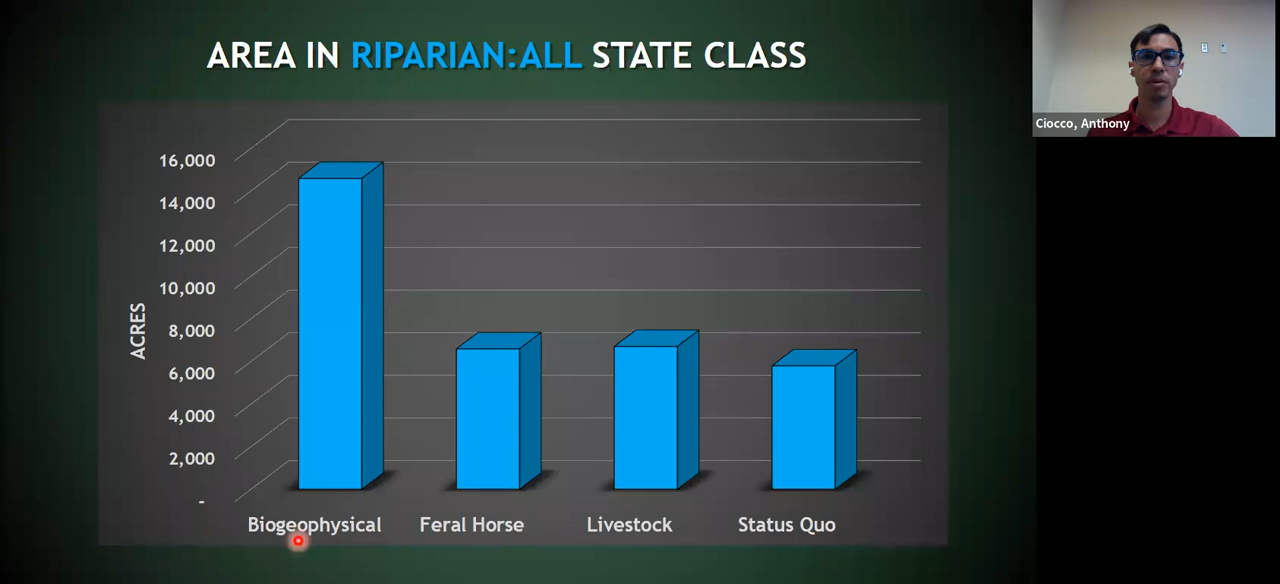 AREA IN RIPARIAN:ALL STATE CLASS
Ciocco, Anthony
ACRES
16,000
14,000
12,000
10,000
8,000
6,000
4,000
2,000
-
Biogeophysical Feral Horse Livestock Status Quo